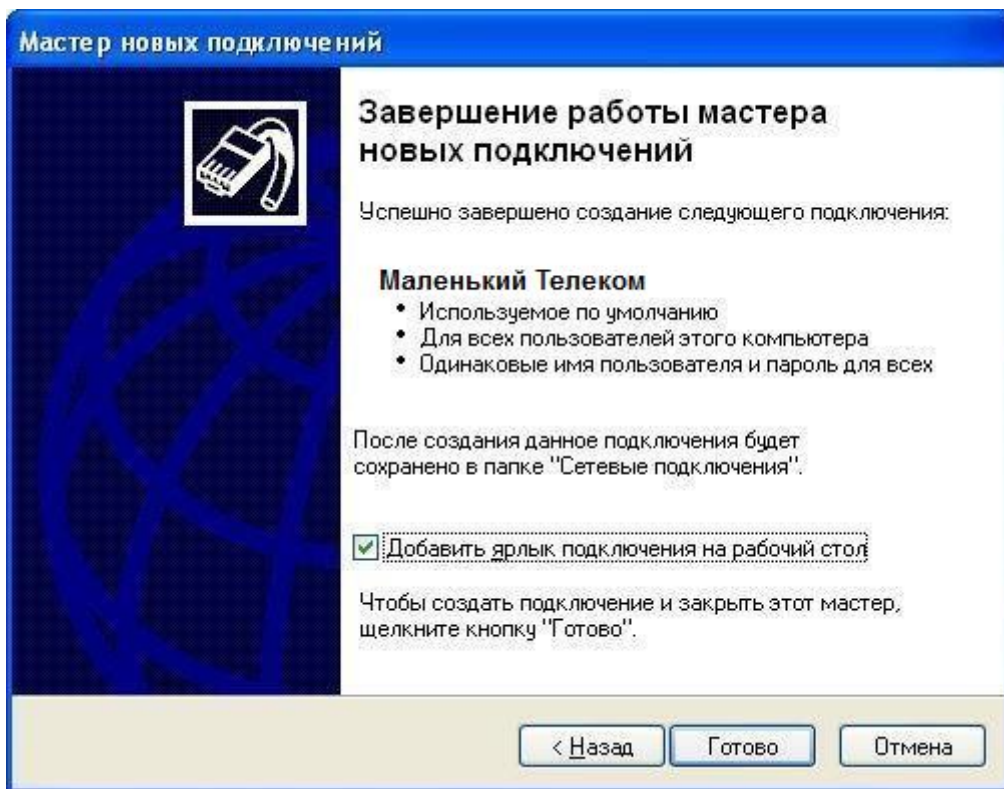 Мастер новых подключений
Завершение работы мастера
новых подключений
Успешно завершено создание следующего подключения:
Маленький Телеком
• Используемое по умолчанию
• Для всех пользователей этого компьютера
• Одинаковые имя пользователя и пароль для всех
После создания данное подключения будет
сохранено в папке "Сетевые подключения".
Добавить ярлык подключения на рабочий стол
Чтобы создать подключение и закрыть этот мастер,
щелкните кнопку "Готово".
< Назад Готово Отмена